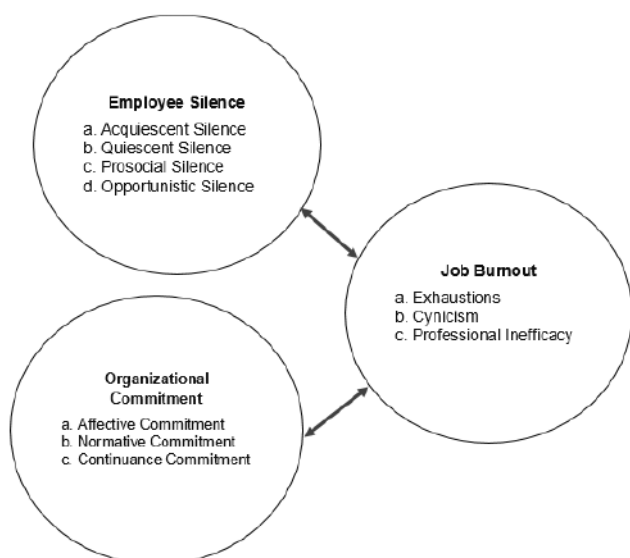 Employee Silence
a. Acquiescent Silence
b. Quiescent Silence
c. Prosocial Silence
d. Opportunistic Silence
Job Burnout
a. Exhaustions
b. Cynicism
c. Professional Inefficacy
Organizational
Commitment
a. Affective Commitment
b. Normative Commitment
c. Continuance Commitment